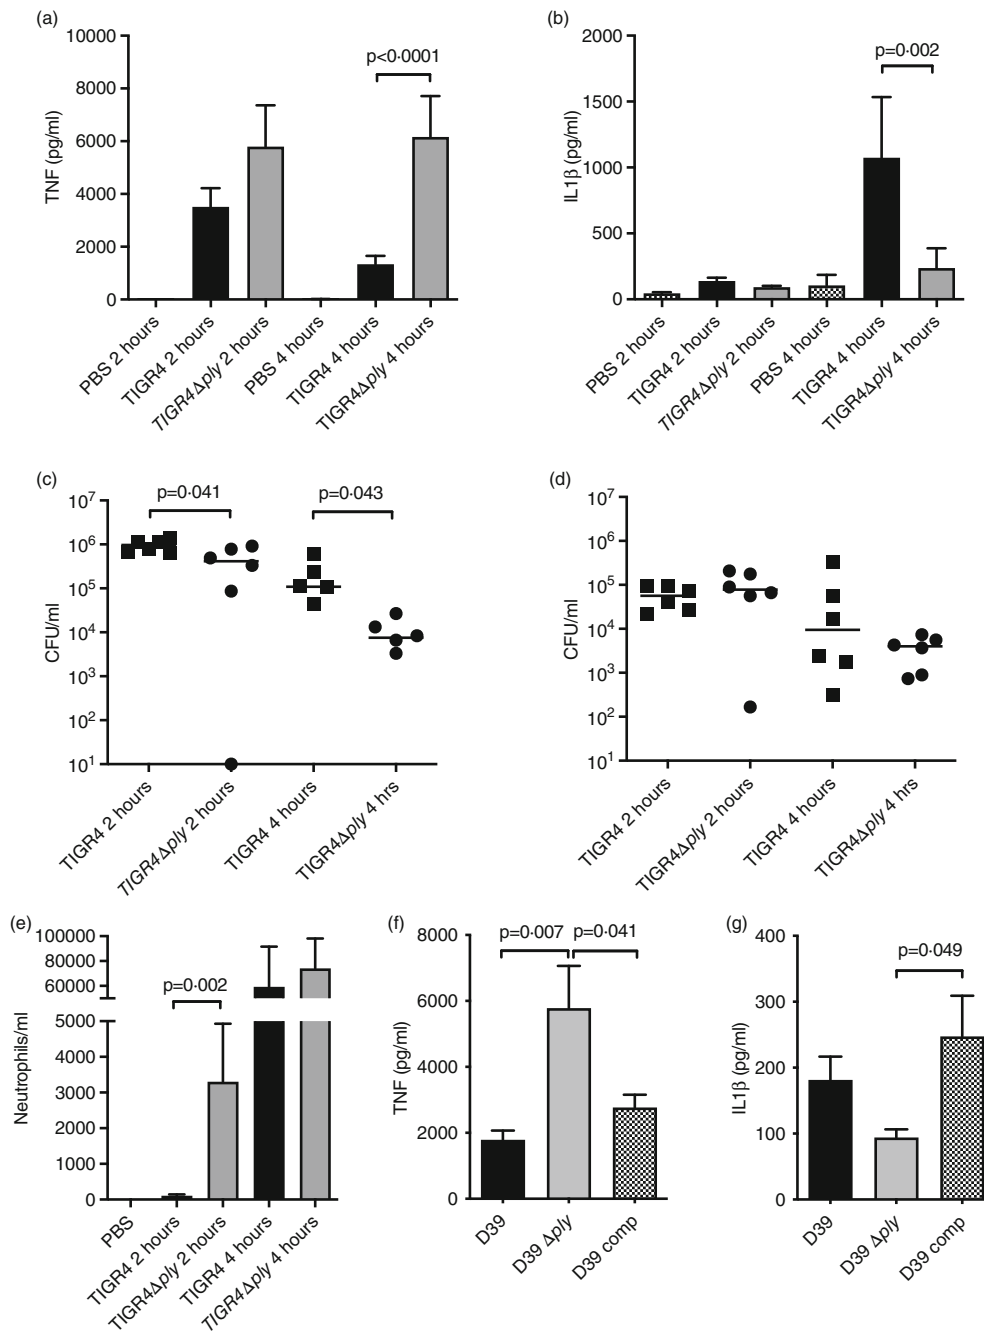 (a)
10000
8000
6000
4000
2000
0
TNF (pg/ml)
p<0·0001
PBS 2 hours
TIGR4 2 hours
TIGR4Δply 2 hours
PBS 4 hours
TIGR4 4 hours
TIGR4Δply 4 hours
(b)
2000
1500
1000
500
0
IL1β (pg/ml)
p=0·002
PBS 2 hours
TIGR4 2 hours
TIGR4Δply 2 hours
PBS 4 hours
TIGR4 4 hours
TIGR4Δply 4 hours
(c)
10⁷
10⁶
10⁵
10⁴
10³
10²
10¹
CFU/ml
p=0·041
p=0·043
TIGR4 2 hours
TIGR4Δply 2 hours
TIGR4 4 hours
TIGR4Δply 4 hrs
(d)
10⁷
10⁶
10⁵
10⁴
10³
10²
10¹
CFU/ml
TIGR4 2 hours
TIGR4Δply 2 hours
TIGR4 4 hours
TIGR4Δply 4 hrs
(e)
100000
80000
60000
5000
4000
3000
2000
1000
0
Neutrophils/ml
p=0·002
PBS
TIGR4 2 hours
TIGR4Δply 2 hours
TIGR4 4 hours
TIGR4Δply 4 hours
(f)
8000
6000
4000
2000
0
TNF (pg/ml)
p=0·007
p=0·041
D39
D39 Δply
D39 comp
(g)
400
300
200
100
0
IL1β (pg/ml)
p=0·049
D39
D39 Δply
D39 comp